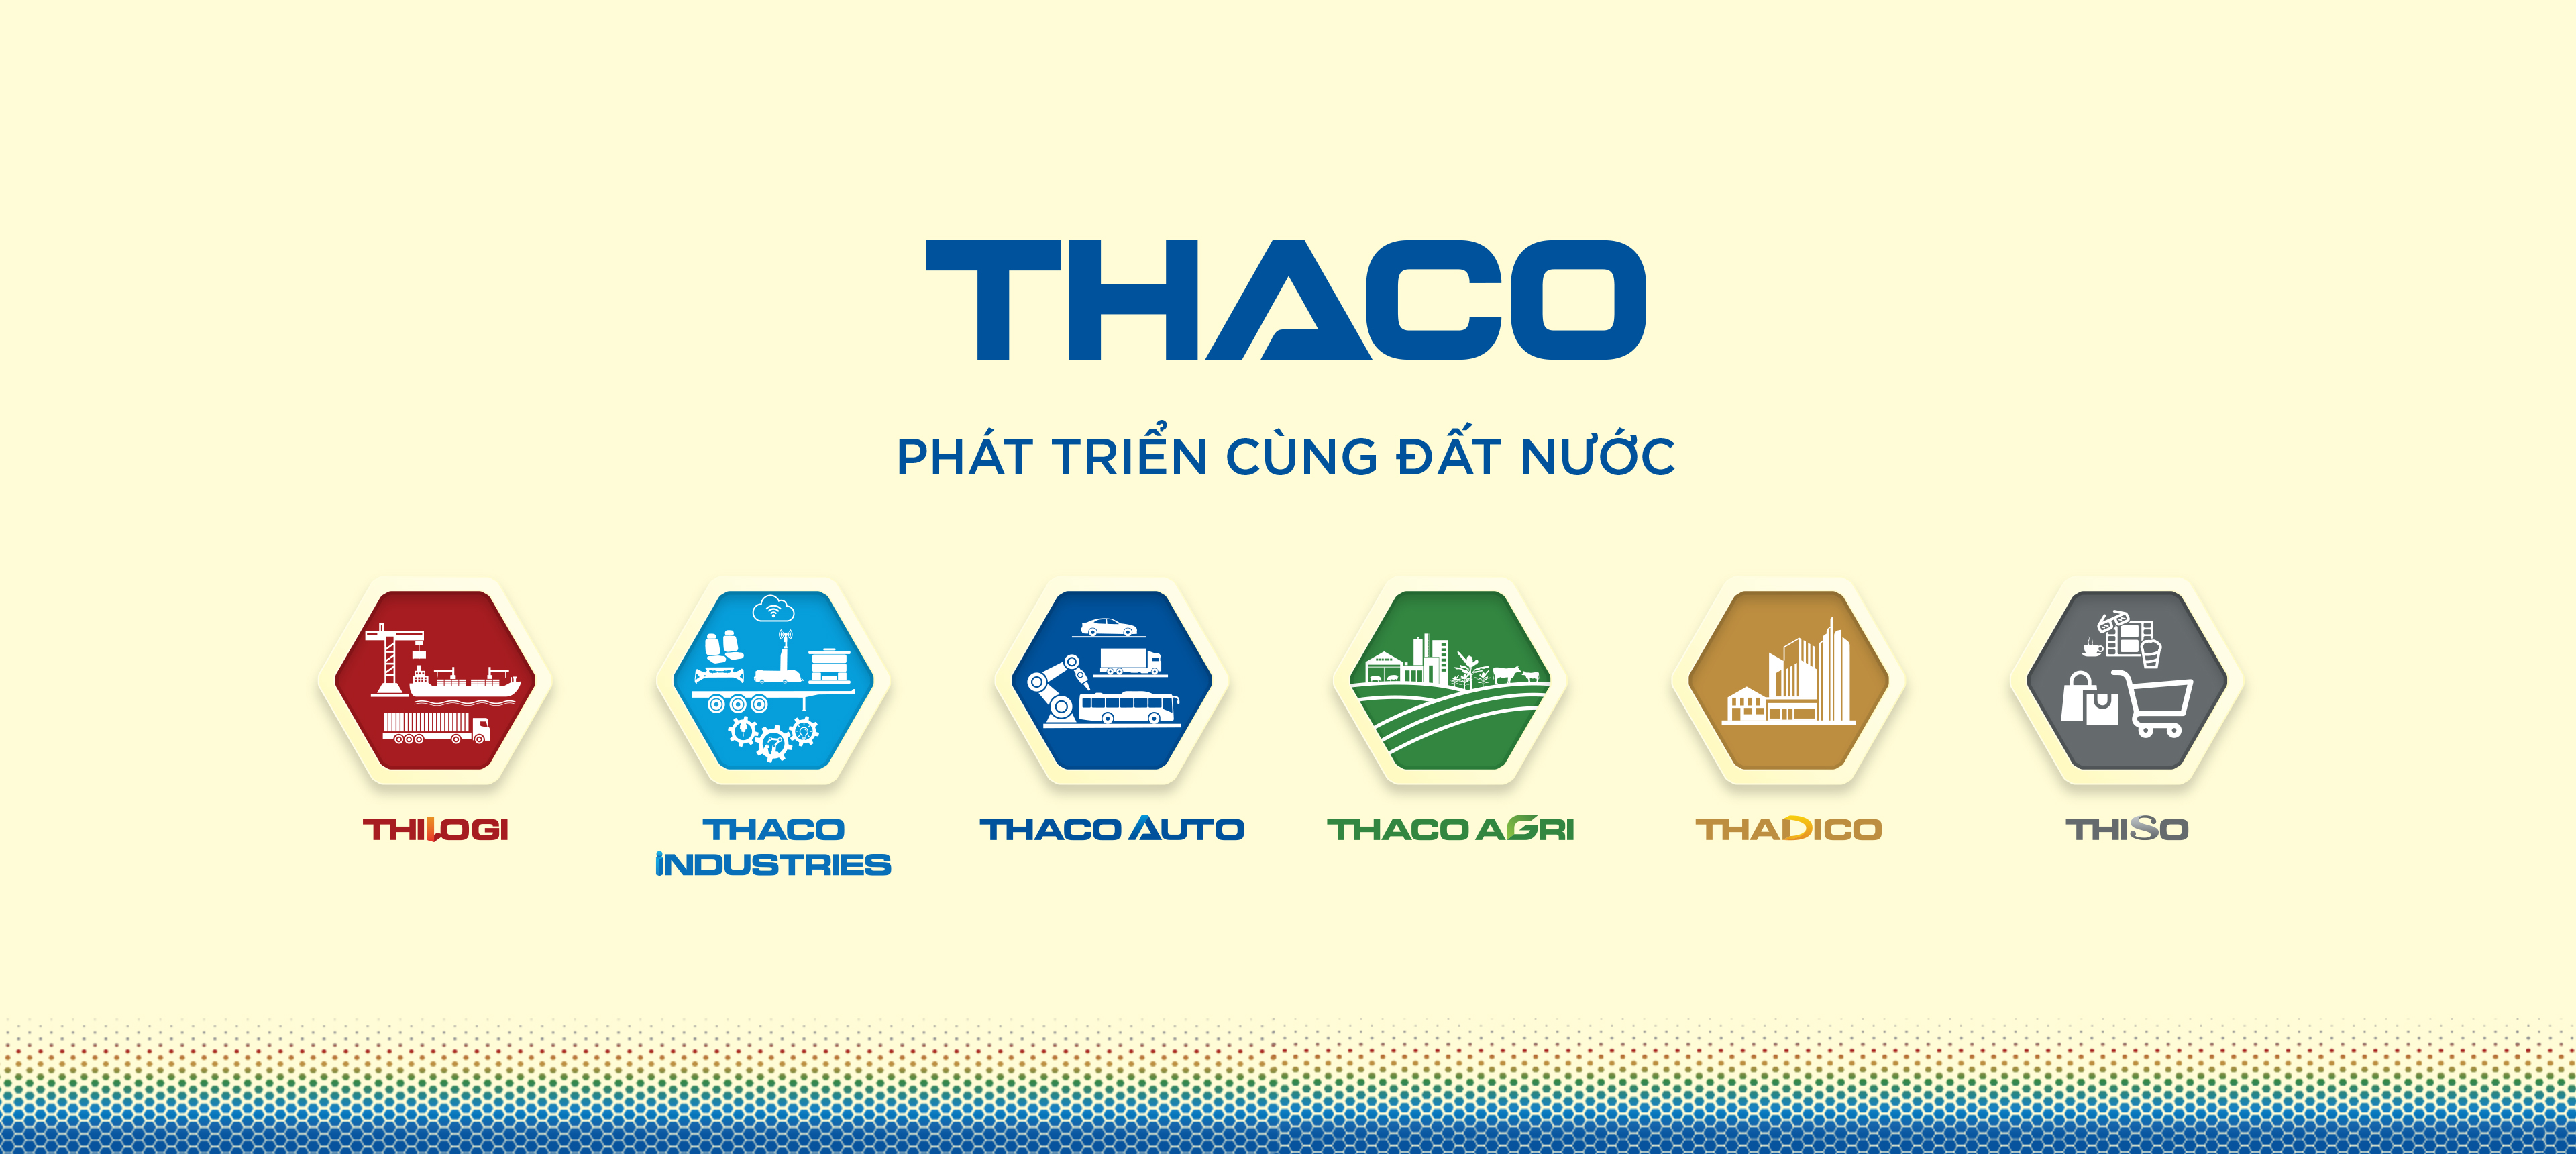 THACO
PHÁT TRIỂN CÙNG ĐẤT NƯỚC
THILOGI
THACO
INDUSTRIES
THACO AUTO
THACO AGRI
THADICO
THISO